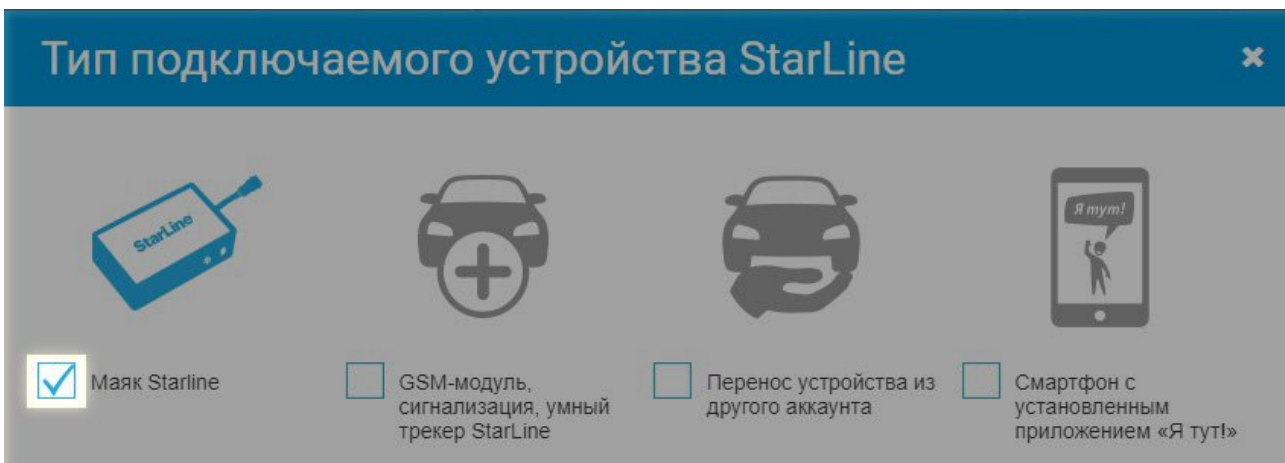 Тип подключаемого устройства StarLine
StarLine
Я тут!
Маяк Starline
GSM-модуль,
сигнализация, умный
трекер StarLine
Перенос устройства из
другого аккаунта
Смартфон с
установленным
приложением «Я тут!»